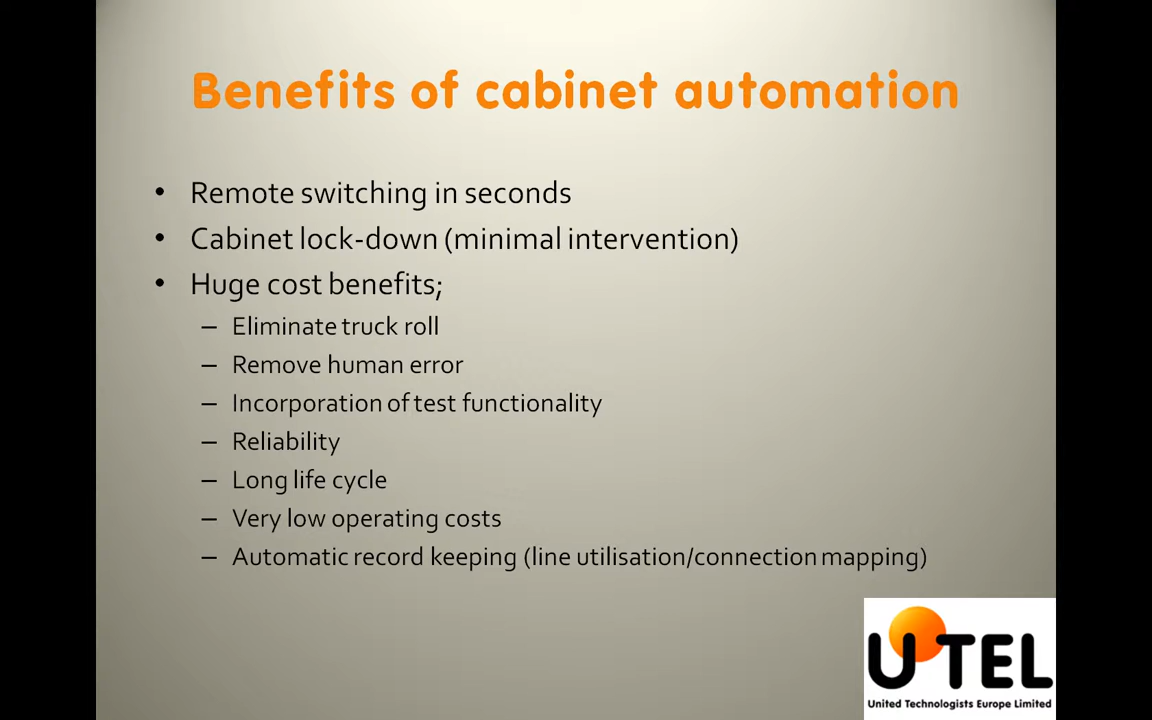 Benefits of cabinet automation
• Remote switching in seconds
• Cabinet lock-down (minimal intervention)
• Huge cost benefits;
– Eliminate truck roll
– Remove human error
– Incorporation of test functionality
– Reliability
– Long life cycle
– Very low operating costs
– Automatic record keeping (line utilisation/connection mapping)
UTEL
United Technologists Europe Limited